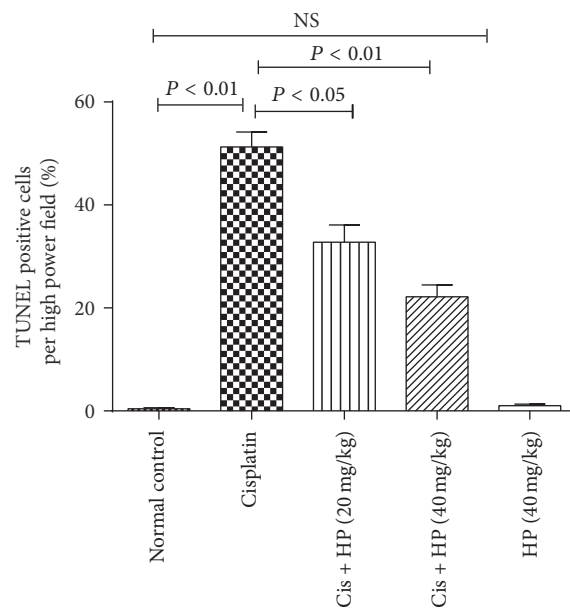 NS
P < 0.01
P < 0.01
P < 0.05
60
40
20
0
TUNEL positive cells
per high power field (%)
Normal control
Cisplatin
Cis + HP (20 mg/kg)
Cis + HP (40 mg/kg)
HP (40 mg/kg)